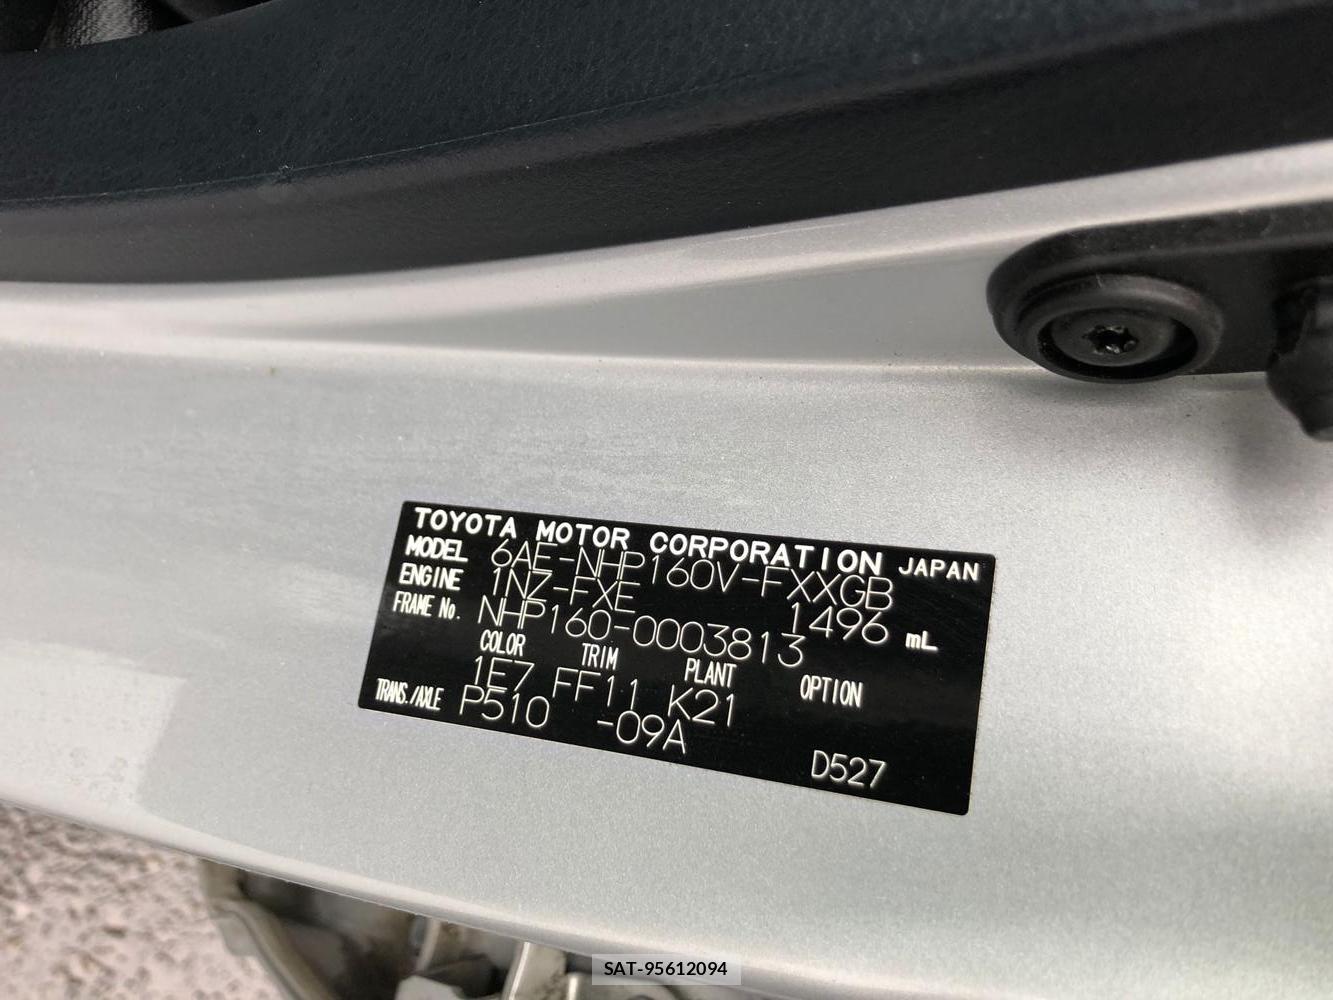 TOYOTA MOTOR CORPORATION JAPAN
MODEL 6AE-NHP160V-FXXGB
ENGINE 1NZ-FXE 1496 mL
FRAME No. NHP160-0003813
COLOR TRIM PLANT OPTION
1E7 FF11 K21
TRANS./AXLE P510 -09A
D527
SAT-95612094